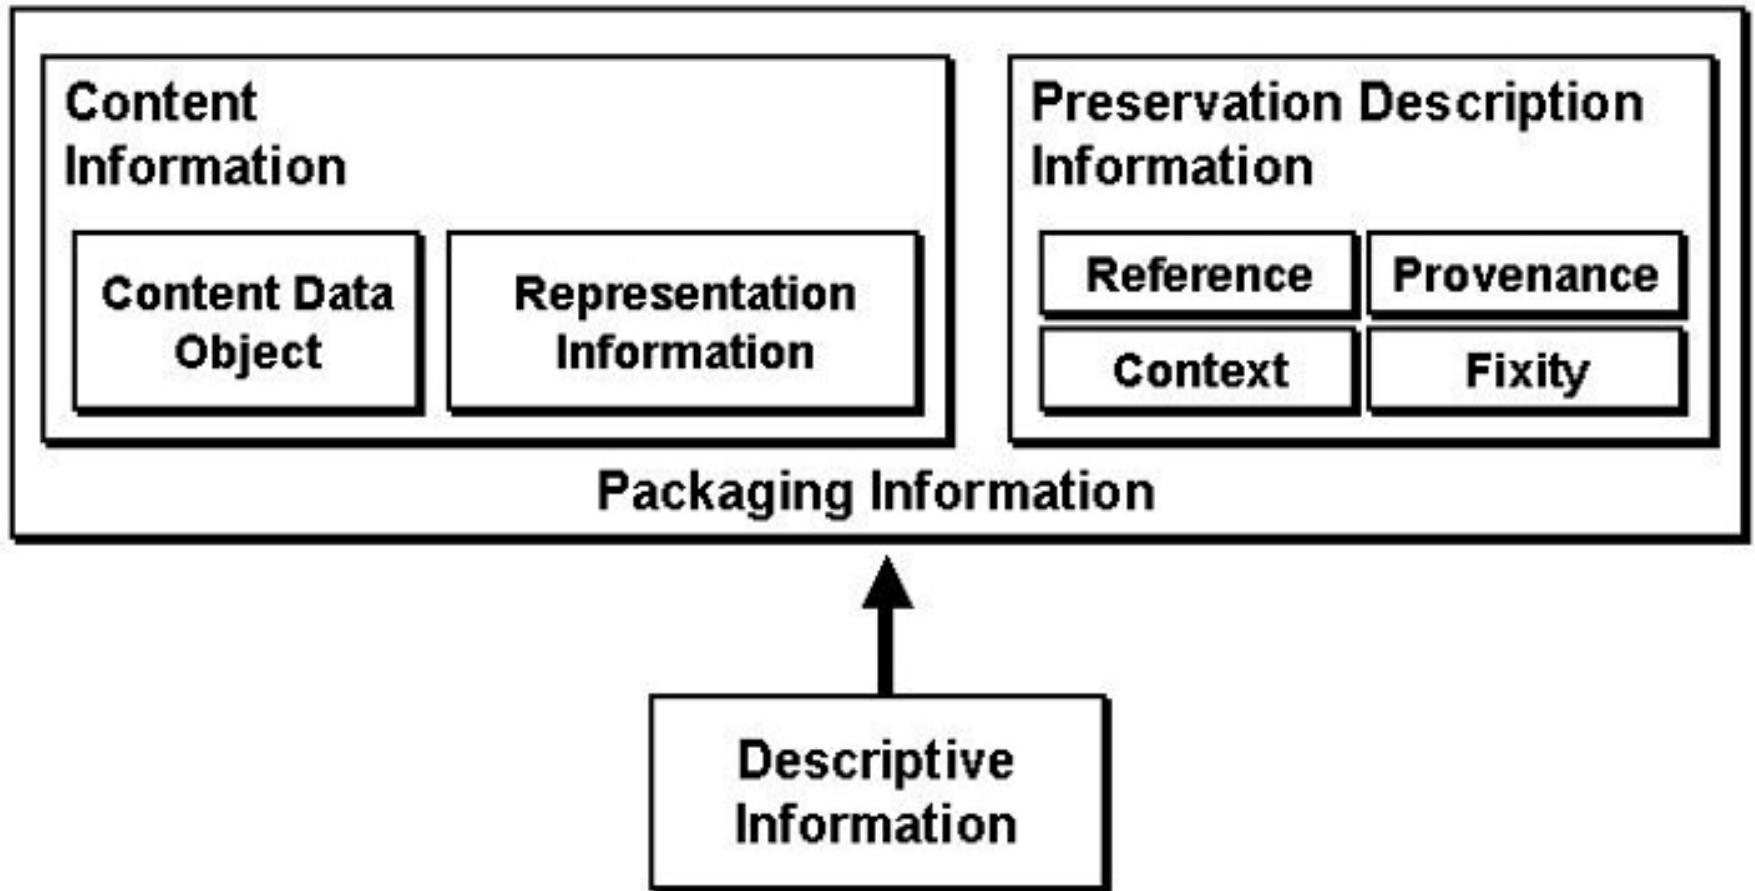 Content
Information
Content Data
Object
Representation
Information
Preservation Description
Information
Reference
Provenance
Context
Fixity
Packaging Information
Descriptive
Information